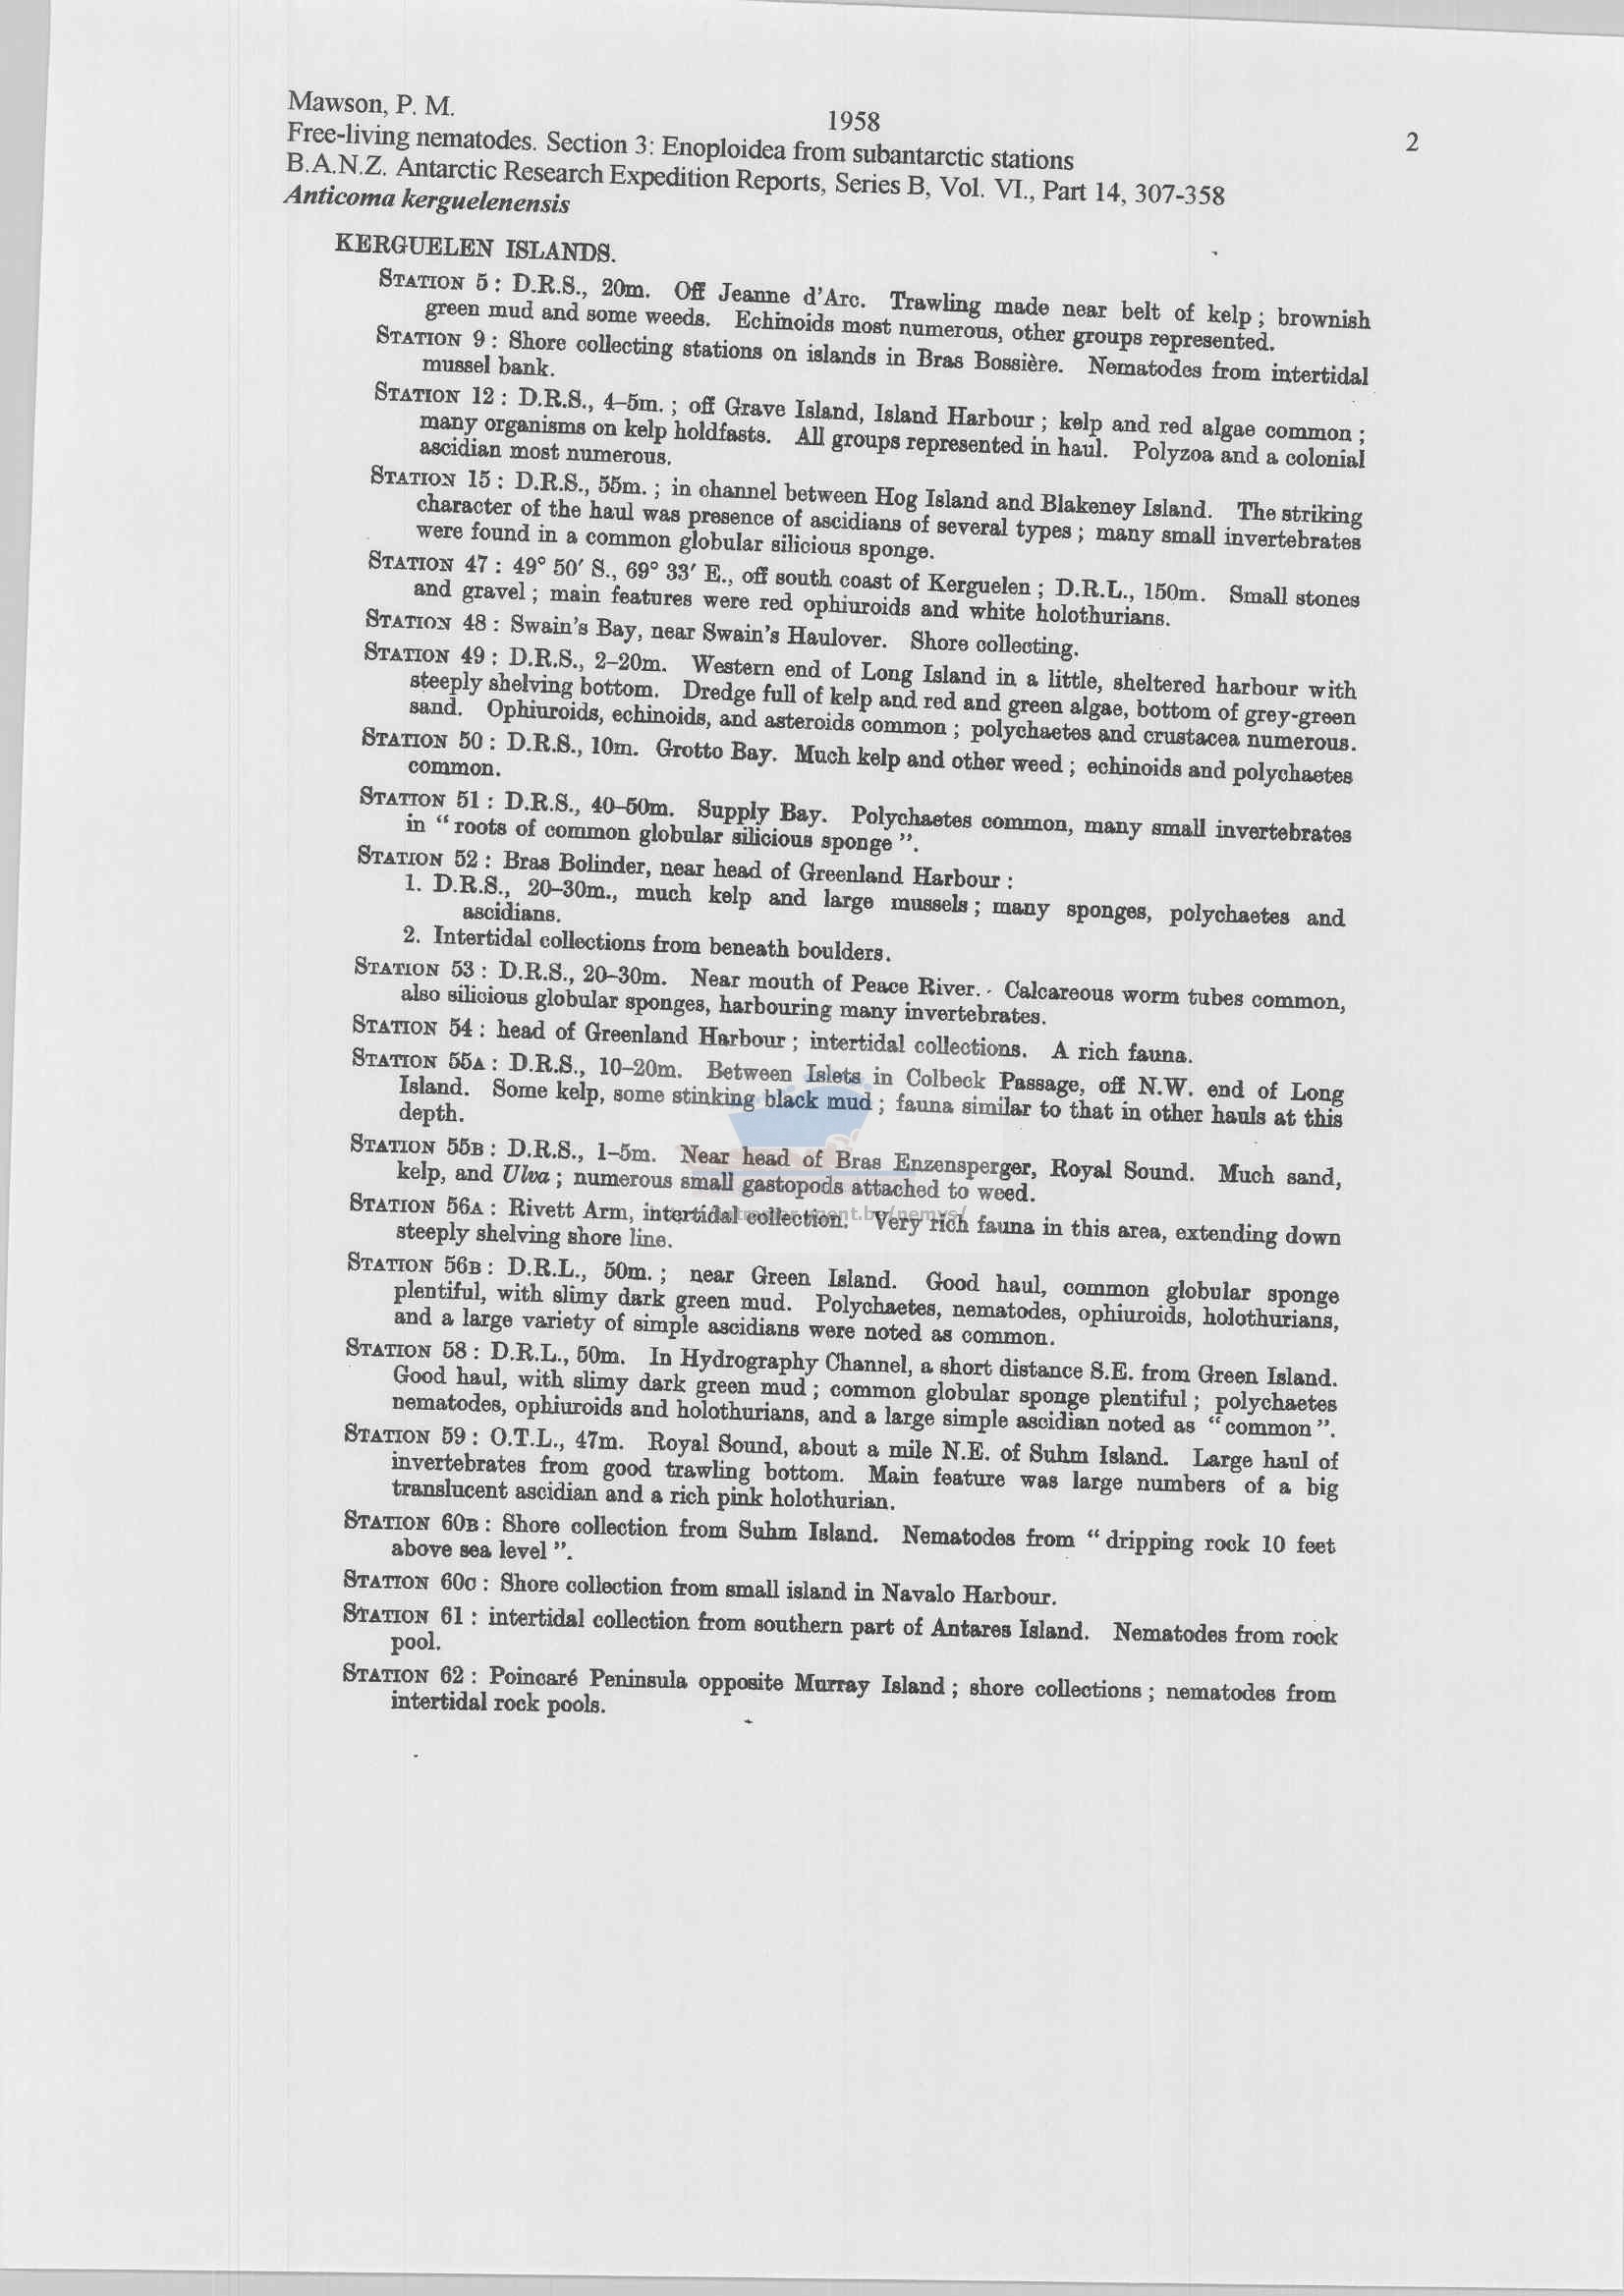 Mawson, P. M.
1958
2
Free-living nematodes. Section 3: Enoploidea from subantarctic stations
B.A.N.Z. Antarctic Research Expedition Reports, Series B, Vol. VI., Part 14, 307-358
Anticoma kerguelenensis
KERGUELEN ISLANDS.
STATION 5 : D.R.S., 20m. Off Jeanne d'Arc. Trawling made near belt of kelp ; brownish
green mud and some weeds. Echinoids most numerous, other groups represented.
STATION 9 : Shore collecting stations on islands in Bras Bossière. Nematodes from intertidal
mussel bank.
STATION 12 : D.R.S., 4–5m. ; off Grave Island, Island Harbour ; kelp and red algae common ;
many organisms on kelp holdfasts. All groups represented in haul. Polyzoa and a colonial
ascidian most numerous.
STATION 15 : D.R.S., 55m. ; in channel between Hog Island and Blakeney Island. The striking
character of the haul was presence of ascidians of several types ; many small invertebrates
were found in a common globular silicious sponge.
STATION 47 : 49° 50′ S., 69° 33′ E., off south coast of Kerguelen ; D.R.L., 150m. Small stones
and gravel ; main features were red ophiuroids and white holothurians.
STATION 48 : Swain's Bay, near Swain's Haulover. Shore collecting.
STATION 49 : D.R.S., 2–20m. Western end of Long Island in a little, sheltered harbour with
steeply shelving bottom. Dredge full of kelp and red and green algae, bottom of grey-green
sand. Ophiuroids, echinoids, and asteroids common ; polychaetes and crustacea numerous.
STATION 50 : D.R.S., 10m. Grotto Bay. Much kelp and other weed ; echinoids and polychaetes
common.
STATION 51 : D.R.S., 40–50m. Supply Bay. Polychaetes common, many small invertebrates
in " roots of common globular silicious sponge ".
STATION 52 : Bras Bolinder, near head of Greenland Harbour :
1. D.R.S., 20–30m., much kelp and large mussels ; many sponges, polychaetes and
ascidians.
2. Intertidal collections from beneath boulders.
STATION 53 : D.R.S., 20–30m. Near mouth of Peace River. Calcareous worm tubes common,
also silicious globular sponges, harbouring many invertebrates.
STATION 54 : head of Greenland Harbour ; intertidal collections. A rich fauna.
STATION 55A : D.R.S., 10–20m. Between Islets in Colbeck Passage, off N.W. end of Long
Island. Some kelp, some stinking black mud ; fauna similar to that in other hauls at this
depth.
STATION 55B : D.R.S., 1–5m. Near head of Bras Enzensperger, Royal Sound. Much sand,
kelp, and Ulva ; numerous small gastopods attached to weed.
STATION 56A : Rivett Arm, intertidal collection. Very rich fauna in this area, extending down
steeply shelving shore line.
STATION 56B : D.R.L., 50m. ; near Green Island. Good haul, common globular sponge
plentiful, with slimy dark green mud. Polychaetes, nematodes, ophiuroids, holothurians,
and a large variety of simple ascidians were noted as common.
STATION 58 : D.R.L., 50m. In Hydrography Channel, a short distance S.E. from Green Island.
Good haul, with slimy dark green mud ; common globular sponge plentiful ; polychaetes
nematodes, ophiuroids and holothurians, and a large simple ascidian noted as " common ".
STATION 59 : O.T.L., 47m. Royal Sound, about a mile N.E. of Suhm Island. Large haul of
invertebrates from good trawling bottom. Main feature was large numbers of a big
translucent ascidian and a rich pink holothurian.
STATION 60B : Shore collection from Suhm Island. Nematodes from " dripping rock 10 feet
above sea level ".
STATION 60C : Shore collection from small island in Navalo Harbour.
STATION 61 : intertidal collection from southern part of Antares Island. Nematodes from rock
pool.
STATION 62 : Poincaré Peninsula opposite Murray Island ; shore collections ; nematodes from
intertidal rock pools.